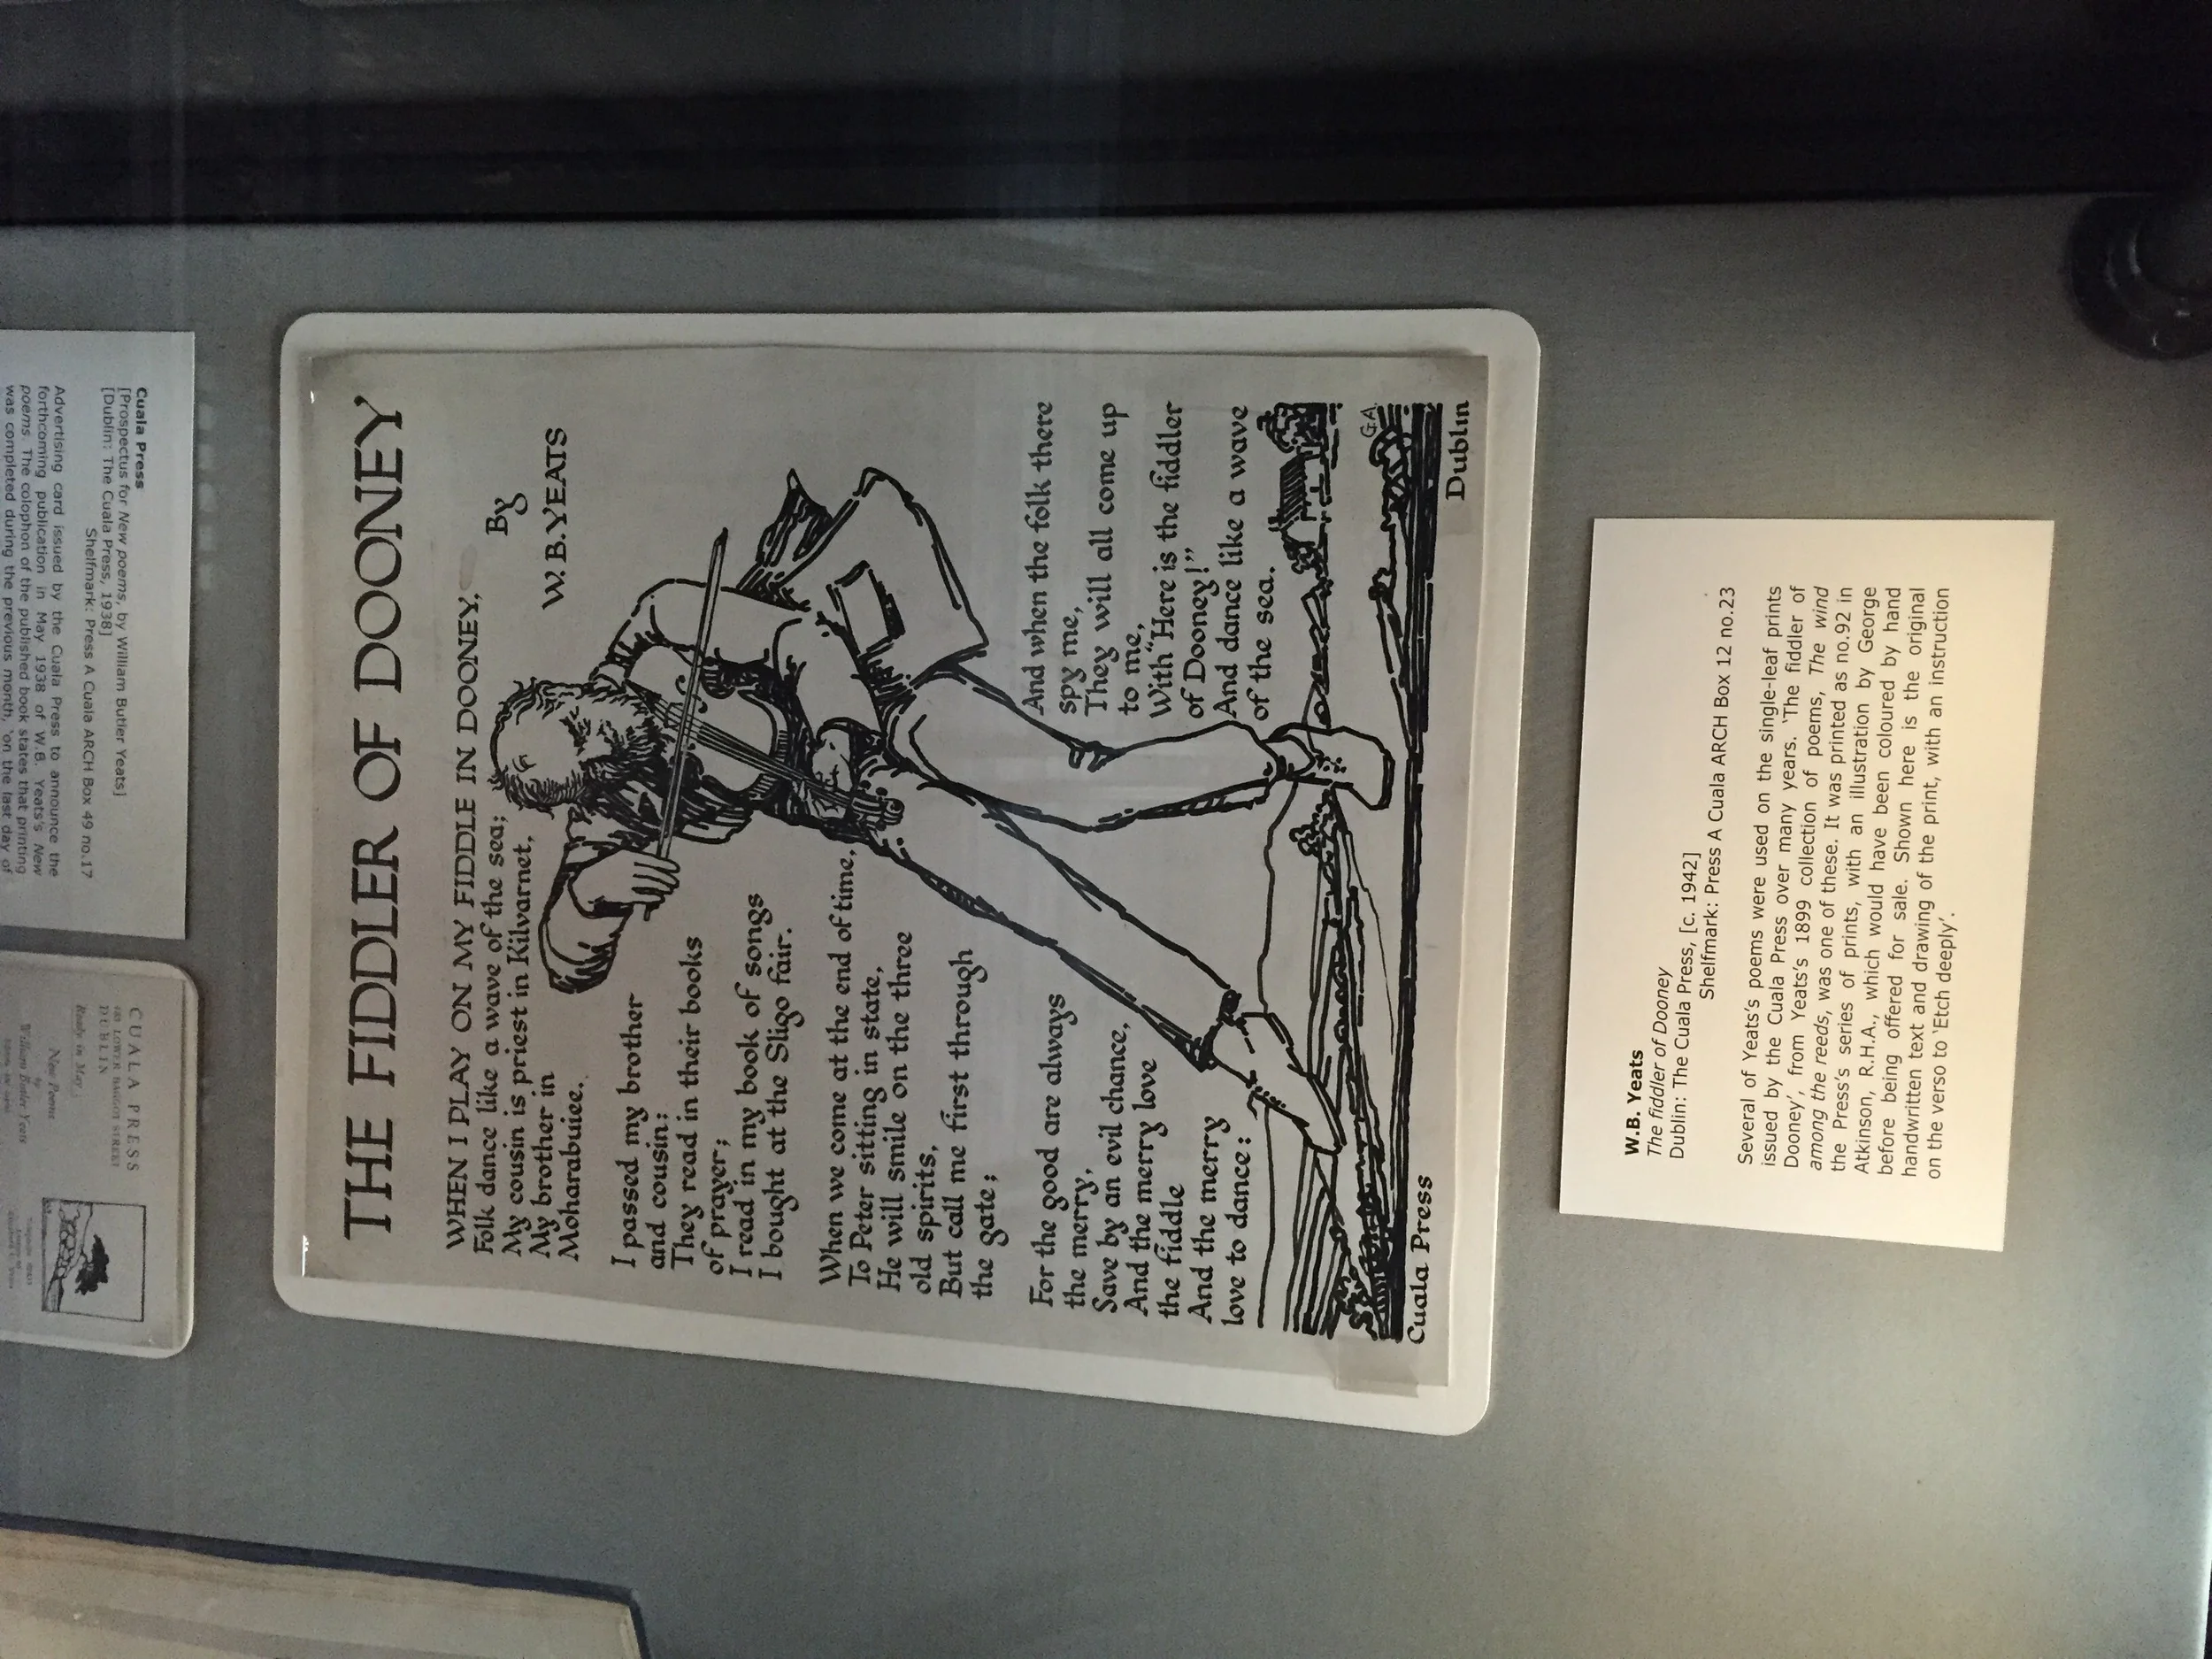 THE FIDDLER OF DOONEY
WHEN I PLAY ON MY FIDDLE IN DOONEY,
Folk dance like a wave of the sea;
My cousin is priest in Kilvarnet,
My brother in
Moharabuiee.
By
W. B. YEATS
I passed my brother
and cousin:
They read in their books
of prayer;
I read in my book of songs
I bought at the Sligo fair.
When we come at the end of time,
To Peter sitting in state,
He will smile on the three
old spirits,
But call me first through
the gate;
For the good are always
the merry,
Save by an evil chance,
And the merry love
the fiddle
And the merry
love to dance:
And when the folk there
spy me,
They will all come up
to me,
With "Here is the fiddler
of Dooney!"
And dance like a wave
of the sea.
G.A.
Cuala Press
Dublin
W.B. Yeats
The fiddler of Dooney
Dublin: The Cuala Press, [c. 1942]
Shelfmark: Press A Cuala ARCH Box 12 no.23
Several of Yeats's poems were used on the single-leaf prints
issued by the Cuala Press over many years. 'The fiddler of
Dooney', from Yeats's 1899 collection of poems, The wind
among the reeds, was one of these. It was printed as no.92 in
the Press's series of prints, with an illustration by George
Atkinson, R.H.A., which would have been coloured by hand
before being offered for sale. Shown here is the original
handwritten text and drawing of the print, with an instruction
on the verso to 'Etch deeply'.
Cuala Press
[Prospectus for New poems, by William Butler Yeats]
[Dublin: The Cuala Press, 1938]
Shelfmark: Press A Cuala ARCH Box 49 no.17
Advertising card issued by the Cuala Press to announce the
forthcoming publication in May 1938 of W.B. Yeats's New
poems. The colophon of the published book states that printing
was completed during the previous month, 'on the last day of
CUALA PRESS
LOWER BAGGOT STREET
DUBLIN
Ready in May
New Poems
by
William Butler Yeats